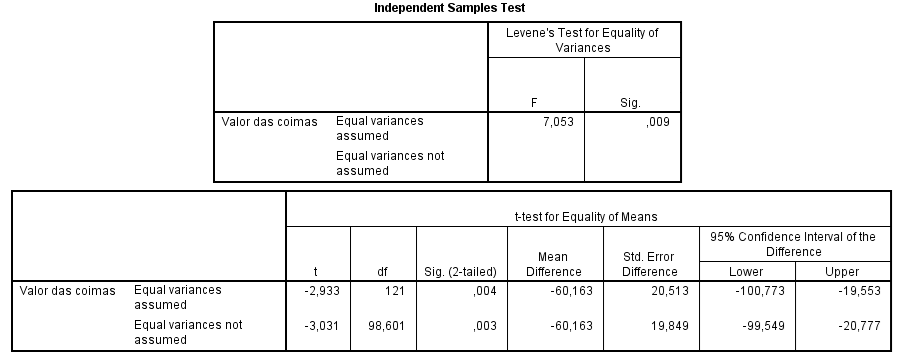 Independent Samples Test
Levene's Test for Equality of
Variances
F Sig.
Valor das coimas Equal variances 7,053 ,009
assumed
Equal variances not
assumed
t-test for Equality of Means
95% Confidence Interval of the
Difference
Mean Std. Error
t df Sig. (2-tailed) Difference Difference Lower Upper
Valor das coimas Equal variances -2,933 121 ,004 -60,163 20,513 -100,773 -19,553
assumed
Equal variances not -3,031 98,601 ,003 -60,163 19,849 -99,549 -20,777
assumed